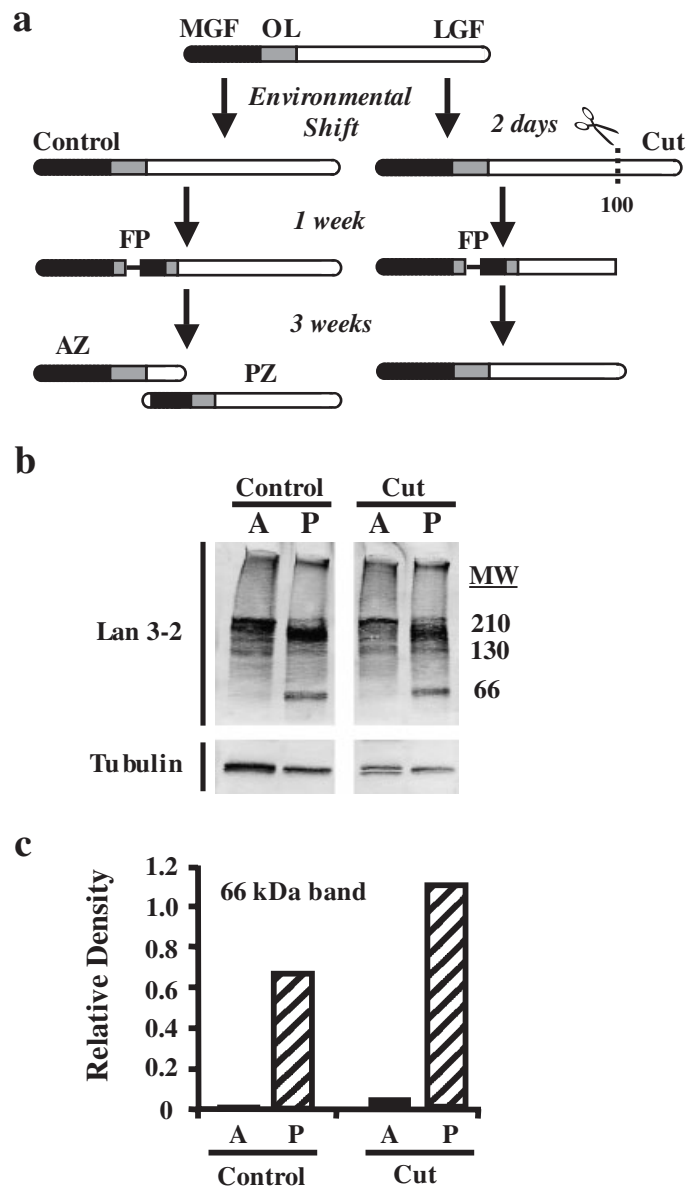 a
MGF OL LGF
Environmental
Shift
2 days
Control
Cut
100
1 week
FP
FP
3 weeks
AZ
PZ
b
Control Cut
A P A P
MW
Lan 3-2
210
130
66
Tubulin
c
1.2
1.0
0.8
0.6
0.4
0.2
0
Relative Density
66 kDa band
A P A P
Control Cut